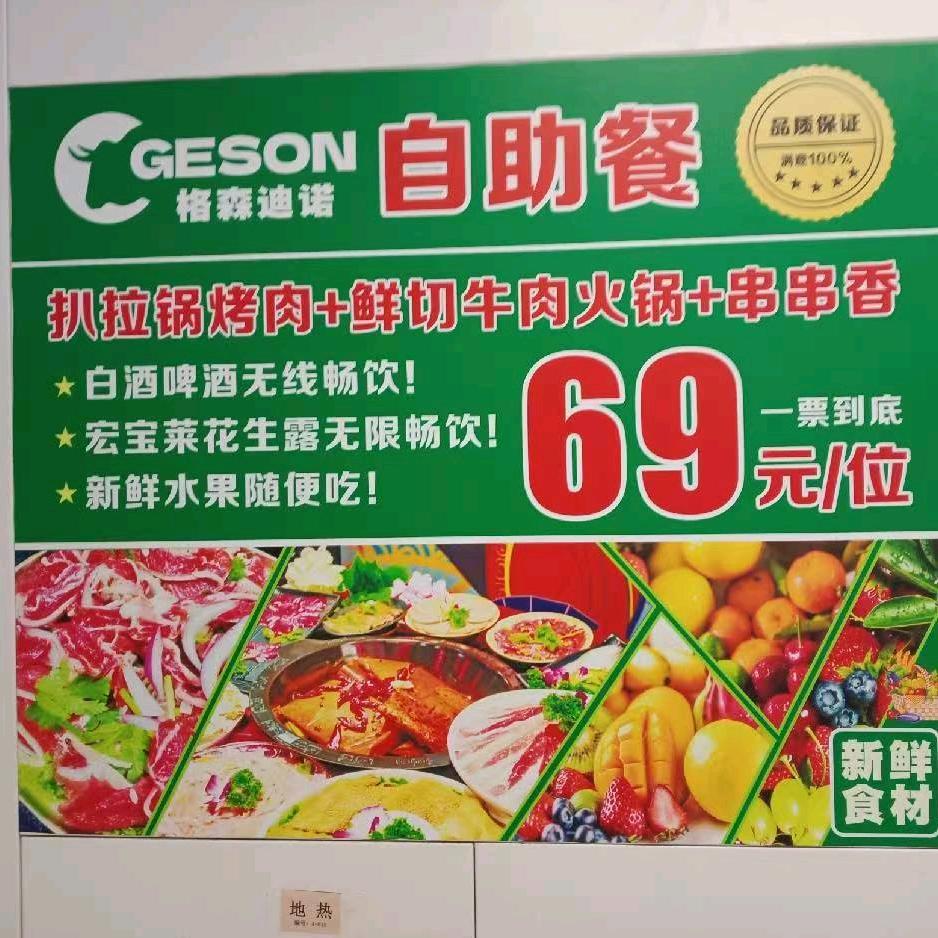 GESON
格森迪诺
自助餐
品质保证
满意100%
扒拉锅烤肉+鲜切牛肉火锅+串串香
白酒啤酒无线畅饮!
宏宝莱花生露无限畅饮!
新鲜水果随便吃!
69
一票到底
元/位
新鲜
食材
地热